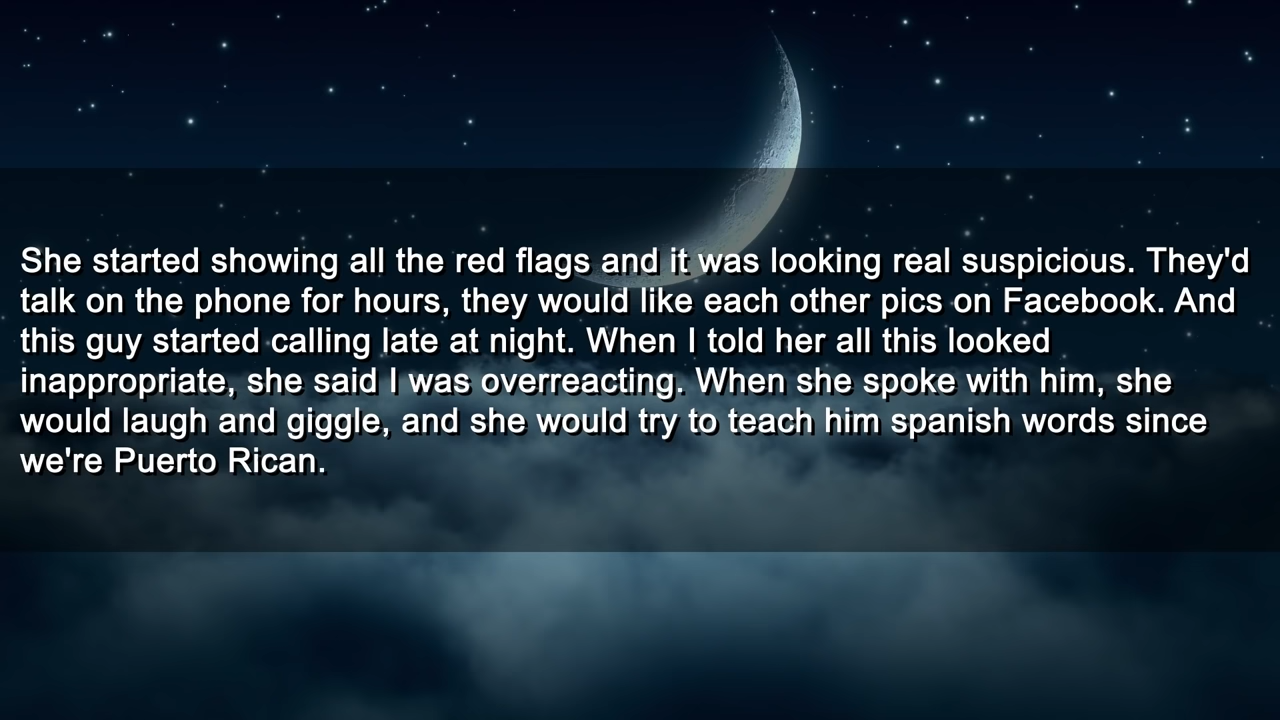 She started showing all the red flags and it was looking real suspicious. They'd
talk on the phone for hours, they would like each other pics on Facebook. And
this guy started calling late at night. When I told her all this looked
inappropriate, she said I was overreacting. When she spoke with him, she
would laugh and giggle, and she would try to teach him spanish words since
we're Puerto Rican.